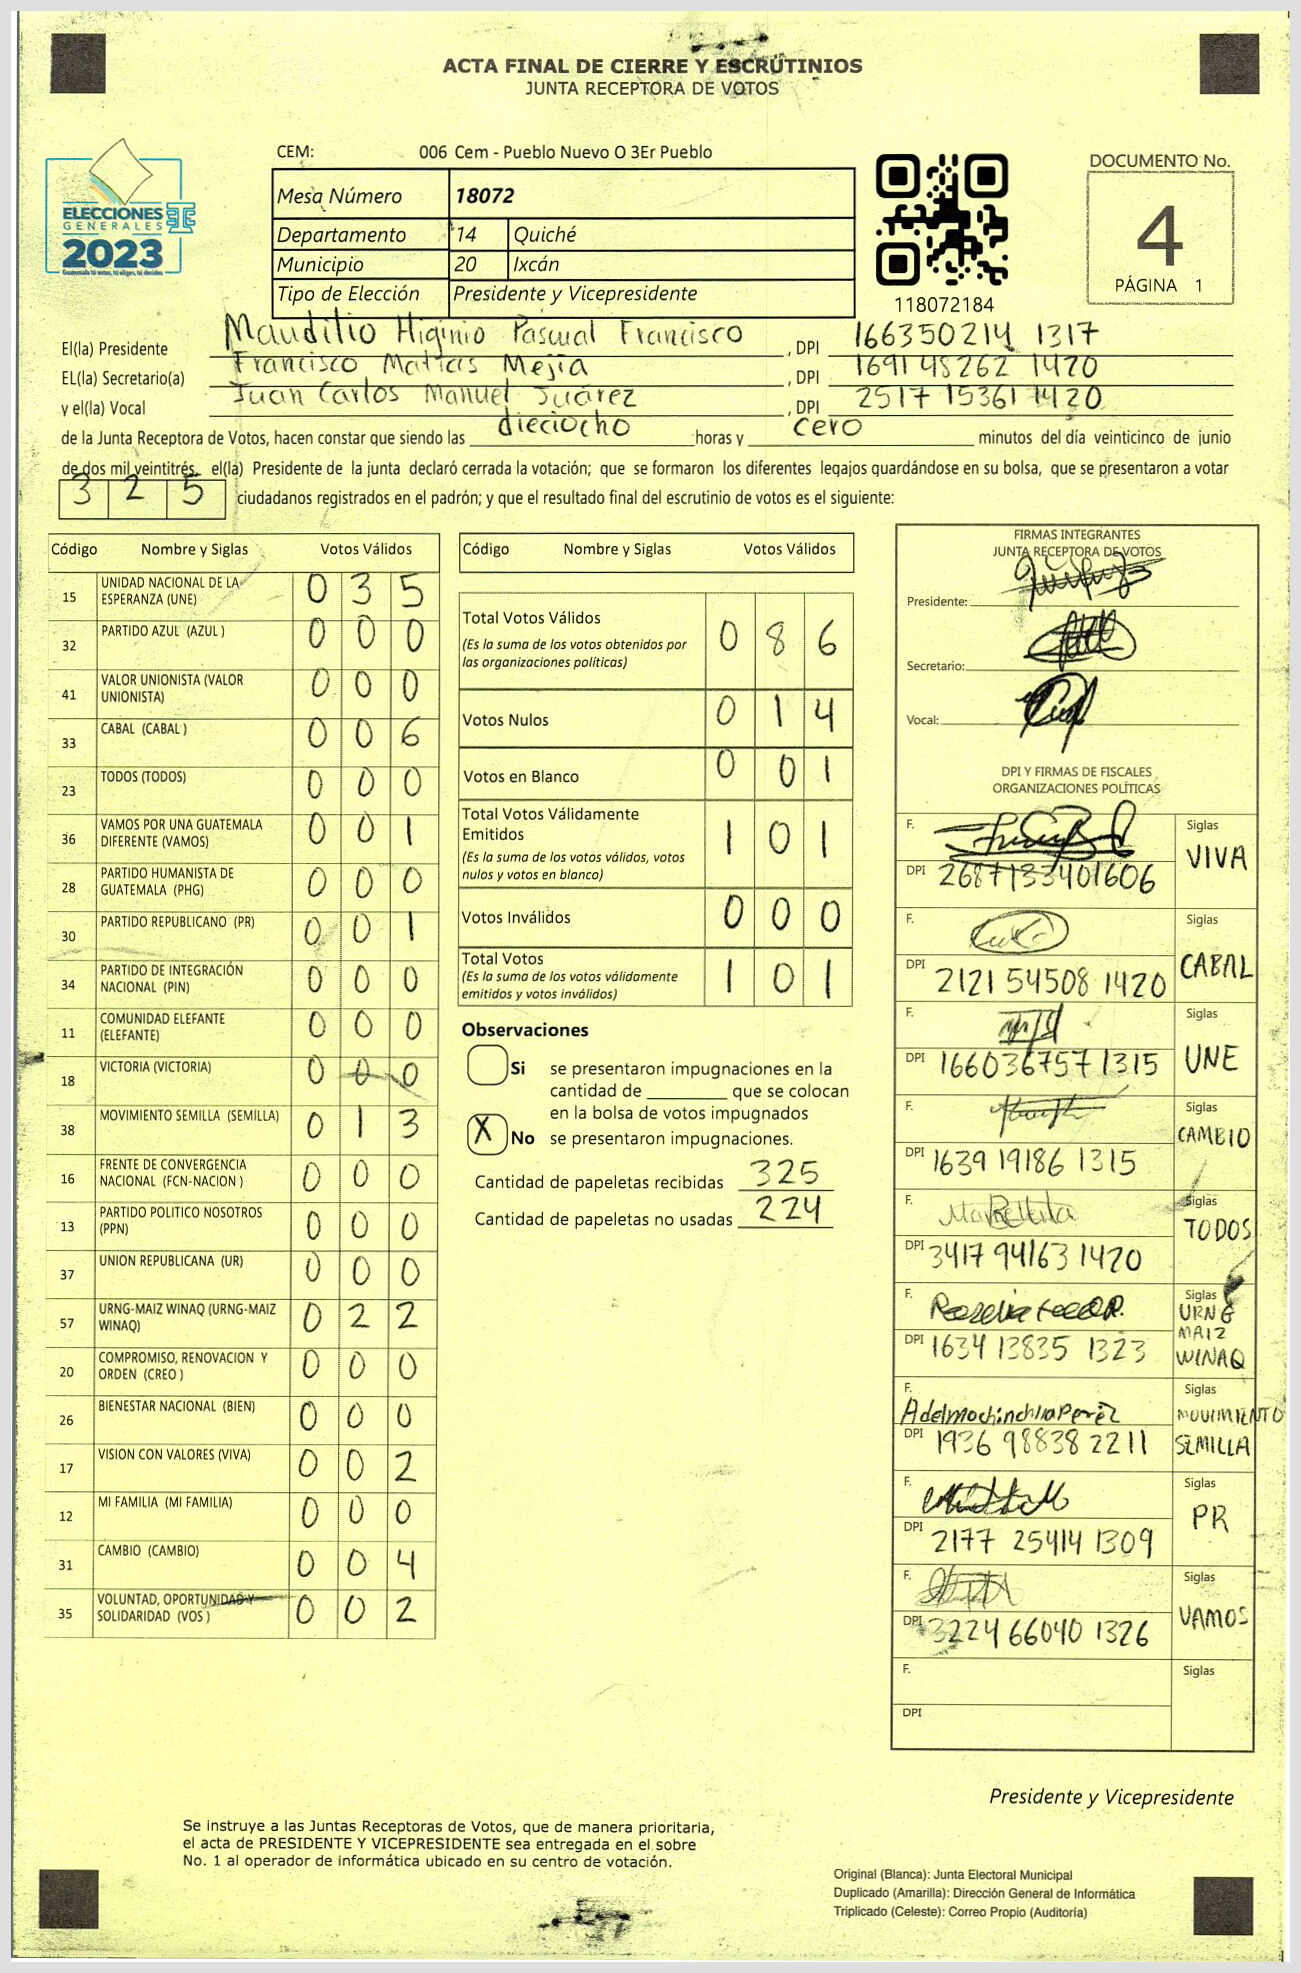 ACTA FINAL DE CIERRE Y ESCRUTINIOS
JUNTA RECEPTORA DE VOTOS
CEM: 006 Cem - Pueblo Nuevo O 3Er Pueblo
ELECCIONES
GENERALES
2023
Guatemala tú votas, tú eliges, tú decides
Mesa Número 18072
Departamento 14 Quiché
Municipio 20 Ixcán
Tipo de Elección Presidente y Vicepresidente
118072184
DOCUMENTO No.
4
PÁGINA 1
El(la) Presidente Maudilio Higinio Pascual Francisco , DPI 166350214 1317
EL(la) Secretario(a) Francisco Matías Mejía , DPI 1691 48262 1420
y el(la) Vocal Juan Carlos Manuel Juárez , DPI 2517 15361 1420
de la Junta Receptora de Votos, hacen constar que siendo las dieciocho horas y cero minutos del día veinticinco de junio
de dos mil veintitrés, el(la) Presidente de la junta declaró cerrada la votación; que se formaron los diferentes legajos guardándose en su bolsa, que se presentaron a votar
3 2 5 ciudadanos registrados en el padrón; y que el resultado final del escrutinio de votos es el siguiente:
Código Nombre y Siglas Votos Válidos
15 UNIDAD NACIONAL DE LA ESPERANZA (UNE) 0 3 5
32 PARTIDO AZUL (AZUL ) 0 0 0
41 VALOR UNIONISTA (VALOR UNIONISTA) 0 0 0
33 CABAL (CABAL ) 0 0 6
23 TODOS (TODOS) 0 0 0
36 VAMOS POR UNA GUATEMALA DIFERENTE (VAMOS) 0 0 1
28 PARTIDO HUMANISTA DE GUATEMALA (PHG) 0 0 0
30 PARTIDO REPUBLICANO (PR) 0 0 1
34 PARTIDO DE INTEGRACIÓN NACIONAL (PIN) 0 0 0
11 COMUNIDAD ELEFANTE (ELEFANTE) 0 0 0
18 VICTORIA (VICTORIA) 0 0 0
38 MOVIMIENTO SEMILLA (SEMILLA) 0 1 3
16 FRENTE DE CONVERGENCIA NACIONAL (FCN-NACION ) 0 0 0
13 PARTIDO POLITICO NOSOTROS (PPN) 0 0 0
37 UNION REPUBLICANA (UR) 0 0 0
57 URNG-MAIZ WINAQ (URNG-MAIZ WINAQ) 0 2 2
20 COMPROMISO, RENOVACION Y ORDEN (CREO ) 0 0 0
26 BIENESTAR NACIONAL (BIEN) 0 0 0
17 VISION CON VALORES (VIVA) 0 0 2
12 MI FAMILIA (MI FAMILIA) 0 0 0
31 CAMBIO (CAMBIO) 0 0 4
35 VOLUNTAD, OPORTUNIDAD Y SOLIDARIDAD (VOS ) 0 0 2
Código Nombre y Siglas Votos Válidos
Total Votos Válidos 0 8 6
(Es la suma de los votos obtenidos por
las organizaciones políticas)
Votos Nulos 0 1 4
Votos en Blanco 0 0 1
Total Votos Válidamente
Emitidos 1 0 1
(Es la suma de los votos válidos, votos
nulos y votos en blanco)
Votos Inválidos 0 0 0
Total Votos 1 0 1
(Es la suma de los votos válidamente
emitidos y votos inválidos)
Observaciones
Si se presentaron impugnaciones en la
cantidad de ________ que se colocan
en la bolsa de votos impugnados
X No se presentaron impugnaciones.
Cantidad de papeletas recibidas 325
Cantidad de papeletas no usadas 224
FIRMAS INTEGRANTES
JUNTA RECEPTORA DE VOTOS
Presidente:
Secretario:
Vocal:
DPI Y FIRMAS DE FISCALES
ORGANIZACIONES POLÍTICAS
F. Siglas VIVA
DPI 2687133401606
F. Siglas CABAL
DPI 2121 54508 1420
F. Siglas UNE
DPI 1660367571315
F. Siglas CAMBIO
DPI 1639 19186 1315
F. Siglas TODOS
DPI 3417 94163 1420
F. Siglas URNG MAIZ WINAQ
DPI 1634 13835 1323
F. Siglas MOVIMIENTO SEMILLA
DPI 1936 98838 2211
F. Siglas PR
DPI 2177 25414 1309
F. Siglas VAMOS
DPI 3224 66040 1326
F. Siglas
DPI
Presidente y Vicepresidente
Se instruye a las Juntas Receptoras de Votos, que de manera prioritaria,
el acta de PRESIDENTE Y VICEPRESIDENTE sea entregada en el sobre
No. 1 al operador de informática ubicado en su centro de votación.
Original (Blanca): Junta Electoral Municipal
Duplicado (Amarilla): Dirección General de Informática
Triplicado (Celeste): Correo Propio (Auditoría)